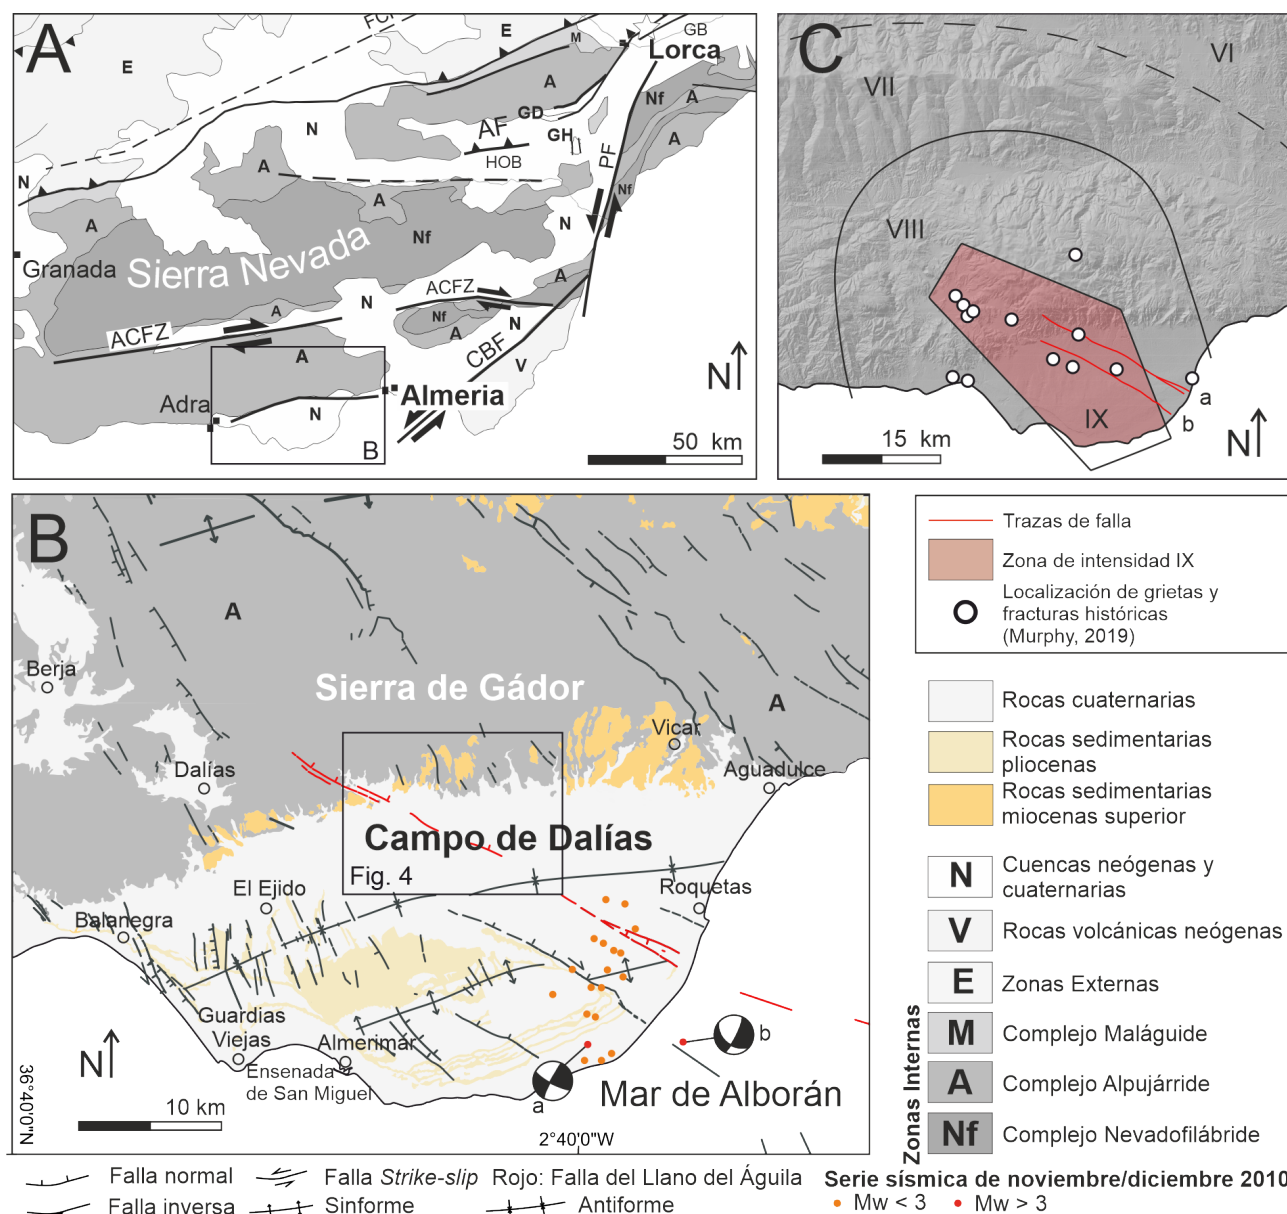 A
FCF
E
E
M
GB
Lorca
A
N
GD
AF
GH
HOB
Nf
A
A
PF
N
A
A
A
Nf
Nf
N
Granada
Sierra Nevada
A
ACFZ
N
ACFZ
Nf
A
N
A
CBF
V
A
Adra
N
Almeria
B
N
50 km
C
VI
VII
VIII
IX
a
b
N
15 km
B
A
Berja
Sierra de Gádor
A
Vicar
Dalías
Aguadulce
Campo de Dalías
Fig. 4
El Ejido
Roquetas
Balanegra
Guardias
Viejas
Almerimar
Ensenada
de San Miguel
N
10 km
36°40'0"N
2°40'0"W
a
b
Mar de Alborán
Trazas de falla
Zona de intensidad IX
Localización de grietas y
fracturas históricas
(Murphy, 2019)
Rocas cuaternarias
Rocas sedimentarias
pliocenas
Rocas sedimentarias
miocenas superior
N
Cuencas neógenas y
cuaternarias
V
Rocas volcánicas neógenas
E
Zonas Externas
Zonas Internas
M
Complejo Maláguide
A
Complejo Alpujárride
Nf
Complejo Nevadofilábride
Falla normal
Falla Strike-slip
Rojo: Falla del Llano del Águila
Falla inversa
Sinforme
Antiforme
Serie sísmica de noviembre/diciembre 2010
Mw < 3
Mw > 3